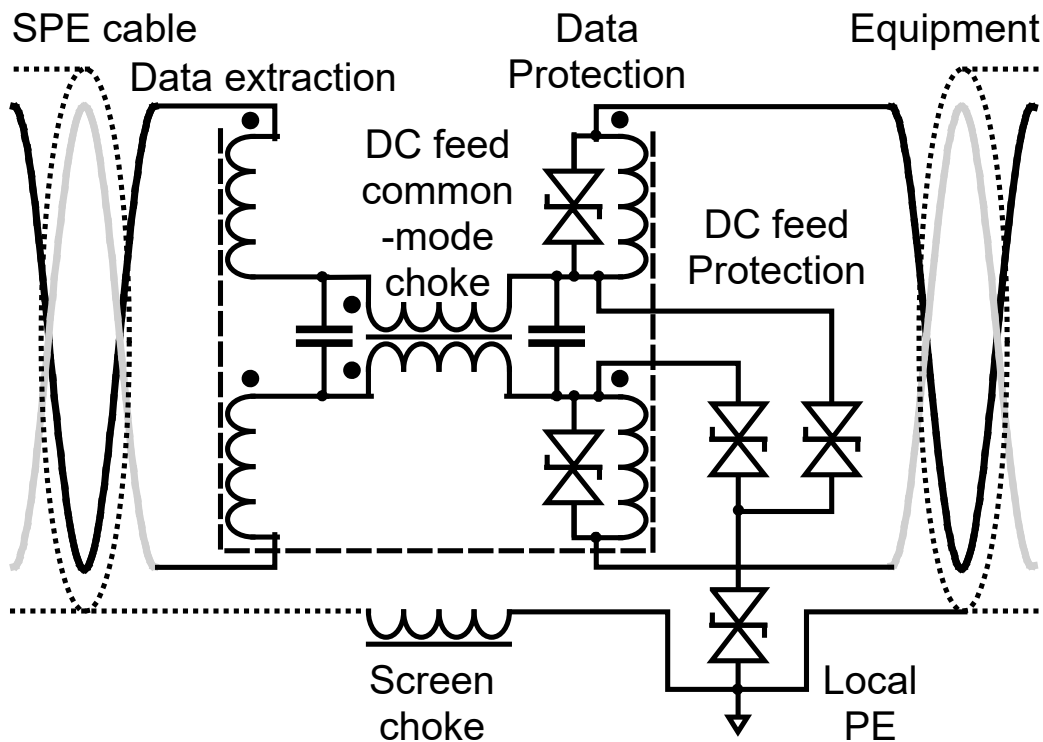 SPE cable
Data extraction
DC feed
common
-mode
choke
Data
Protection
Equipment
DC feed
Protection
Screen
choke
Local
PE